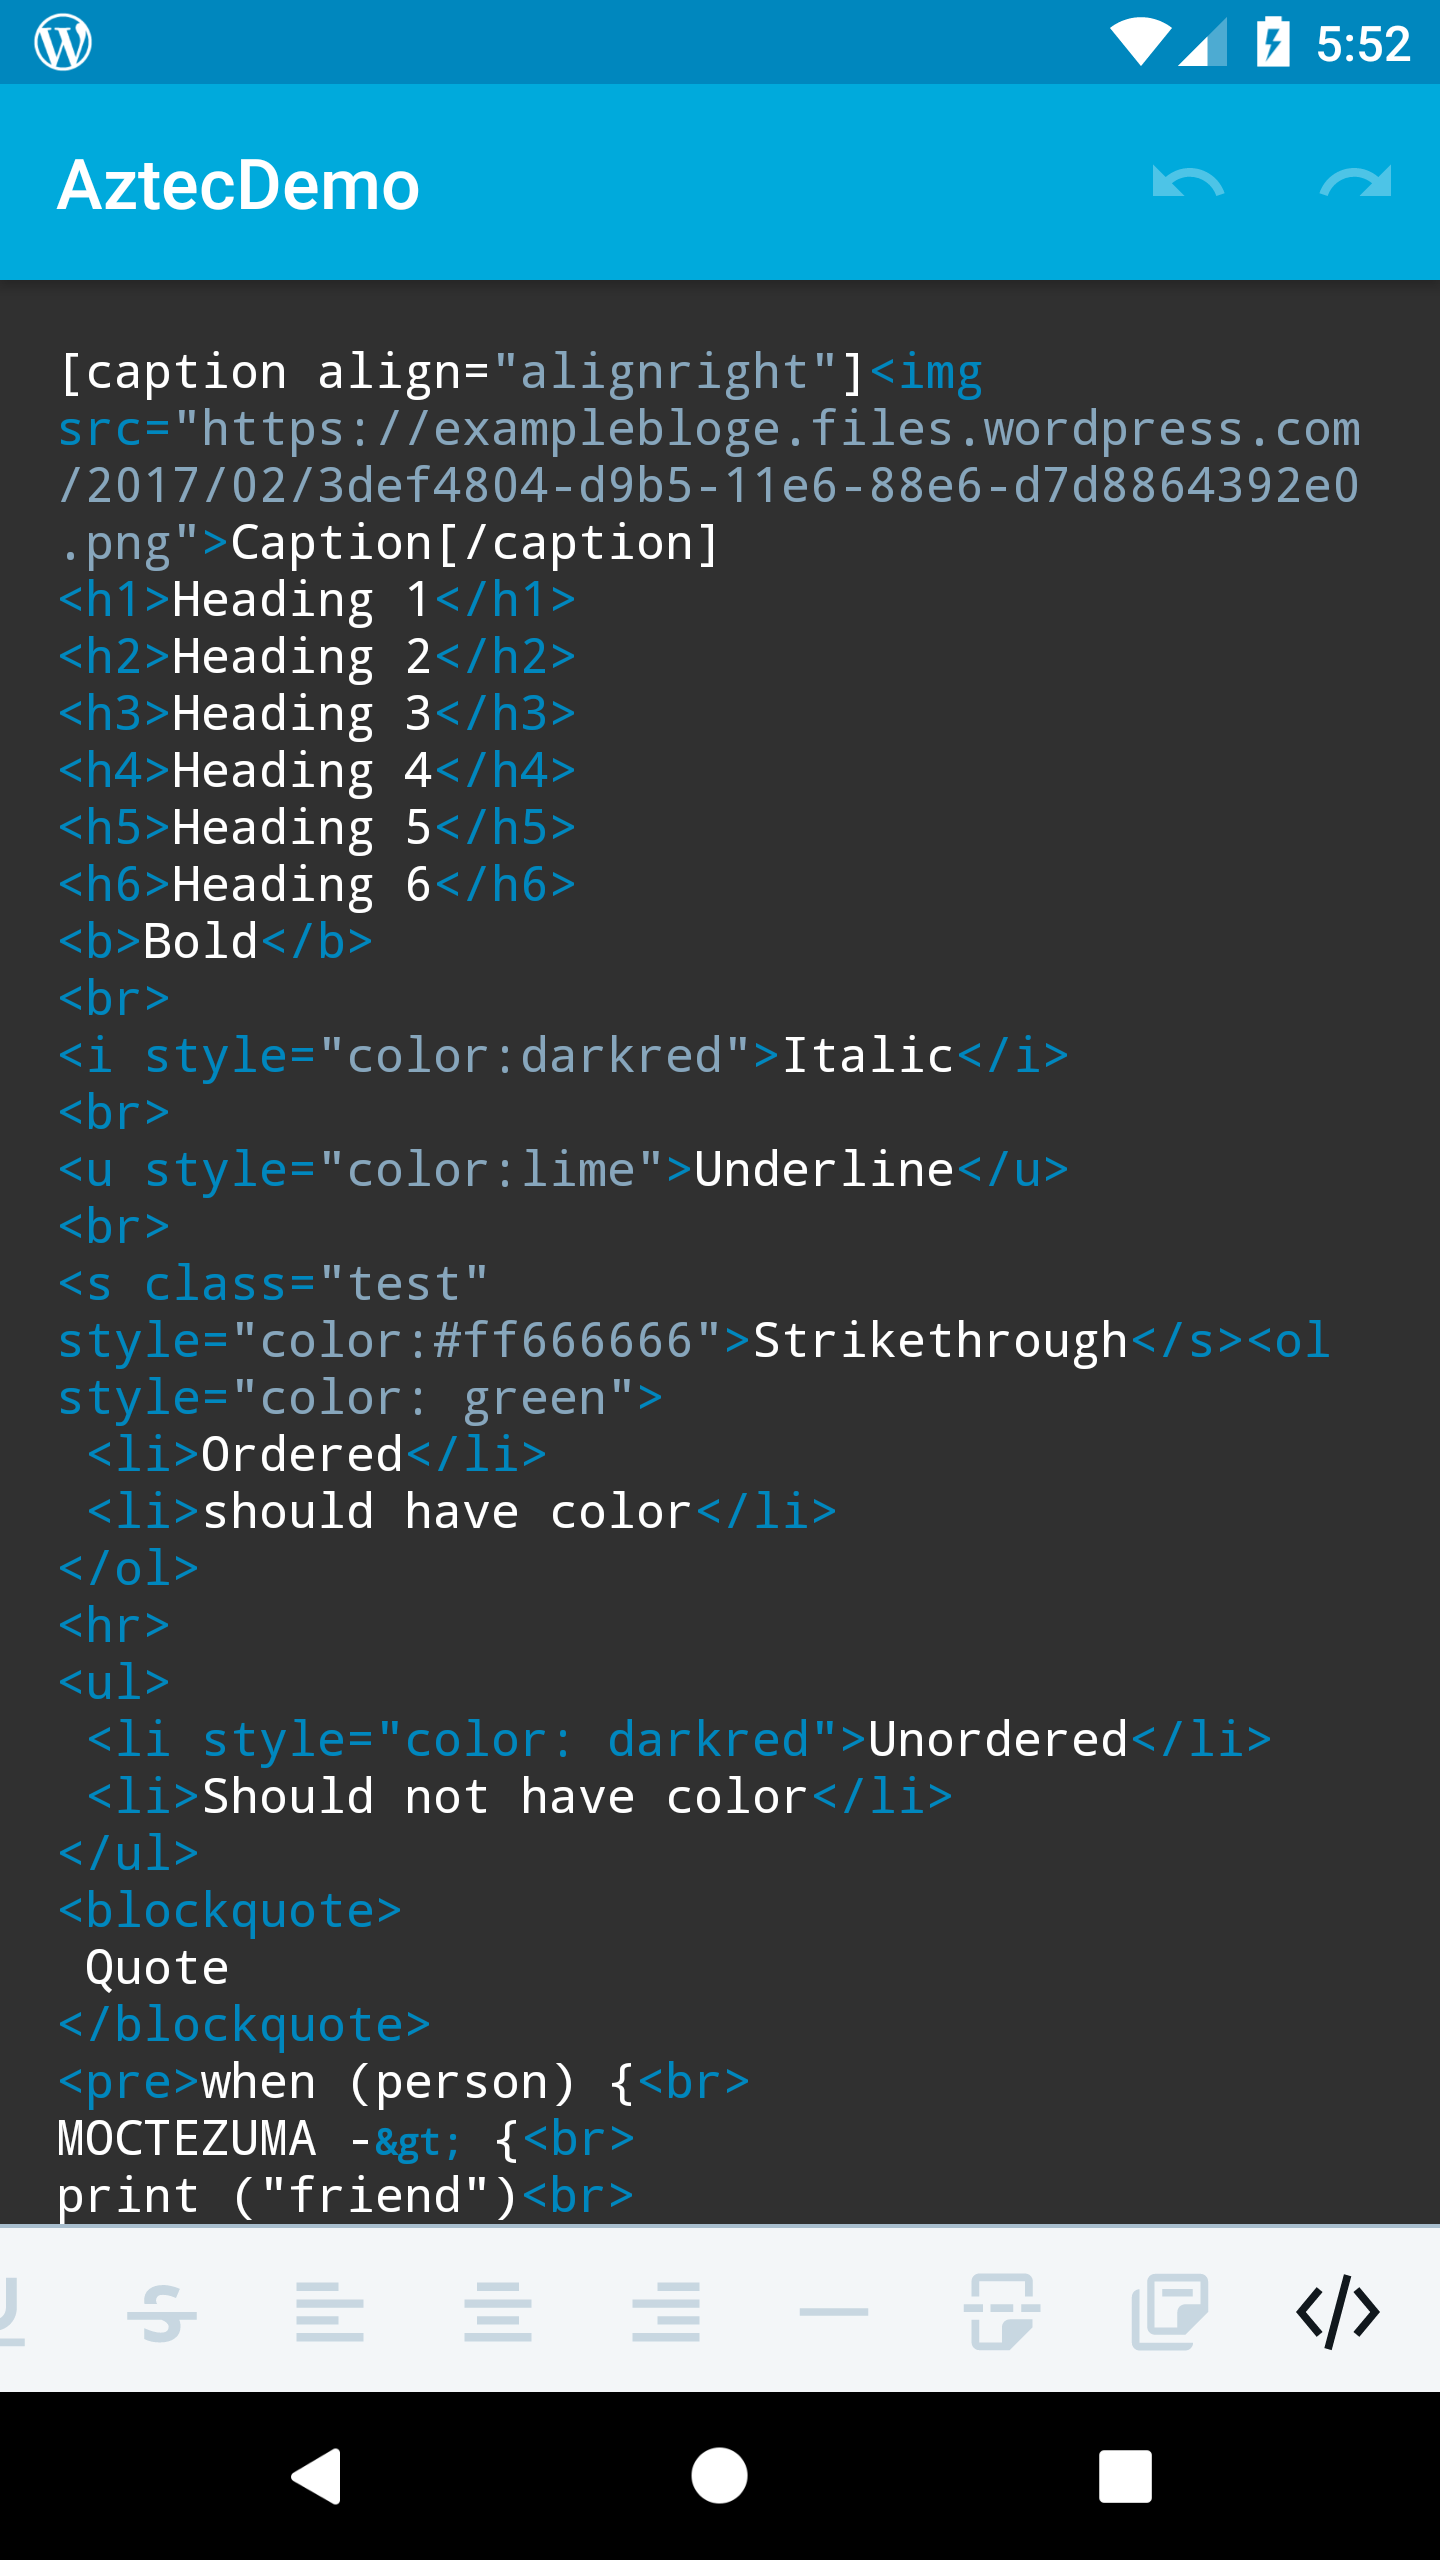 5:52
AztecDemo
[caption align="alignright"]<img
src="https://examplebloge.files.wordpress.com
/2017/02/3def4804-d9b5-11e6-88e6-d7d8864392e0
.png">Caption[/caption]
<h1>Heading 1</h1>
<h2>Heading 2</h2>
<h3>Heading 3</h3>
<h4>Heading 4</h4>
<h5>Heading 5</h5>
<h6>Heading 6</h6>
<b>Bold</b>
<br>
<i style="color:darkred">Italic</i>
<br>
<u style="color:lime">Underline</u>
<br>
<s class="test"
style="color:#ff666666">Strikethrough</s><ol
style="color: green">
 <li>Ordered</li>
 <li>should have color</li>
</ol>
<hr>
<ul>
 <li style="color: darkred">Unordered</li>
 <li>Should not have color</li>
</ul>
<blockquote>
 Quote
</blockquote>
<pre>when (person) {<br>
MOCTEZUMA -&gt; {<br>
print ("friend")<br>